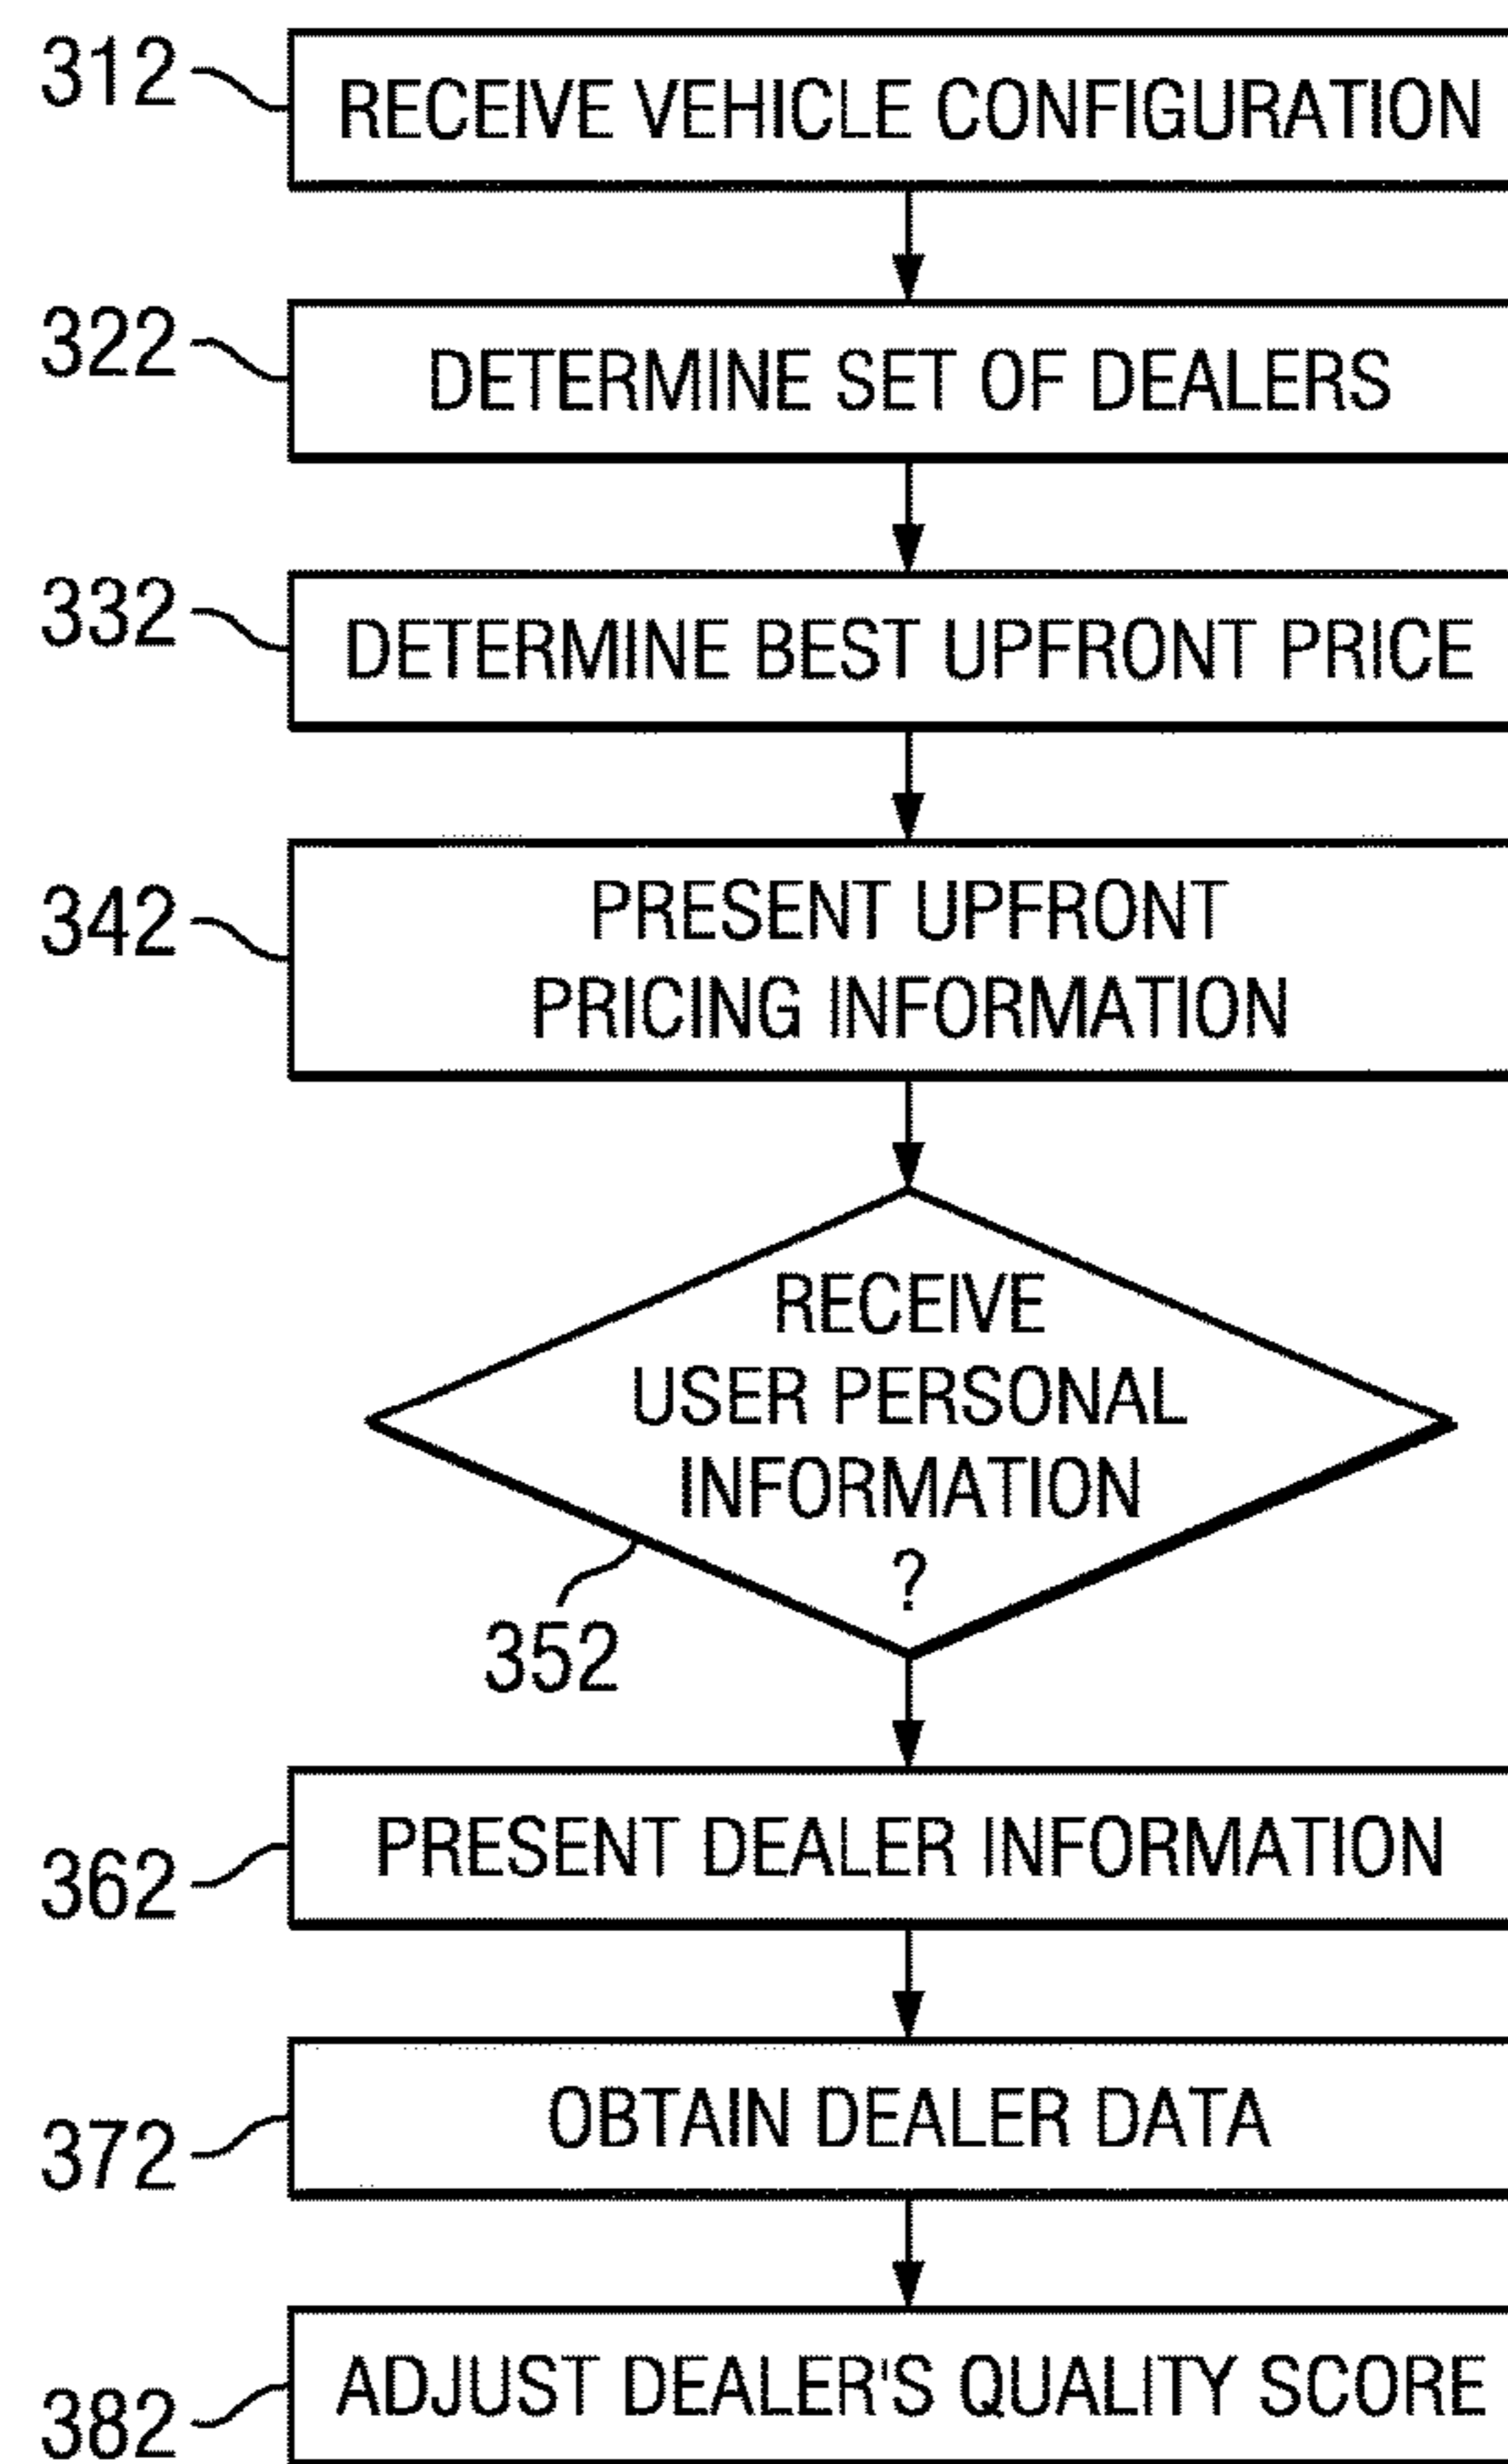 312
RECEIVE VEHICLE CONFIGURATION
322
DETERMINE SET OF DEALERS
332
DETERMINE BEST UPFRONT PRICE
342
PRESENT UPFRONT
PRICING INFORMATION
RECEIVE
USER PERSONAL
INFORMATION
?
352
362
PRESENT DEALER INFORMATION
372
OBTAIN DEALER DATA
382
ADJUST DEALER'S QUALITY SCORE